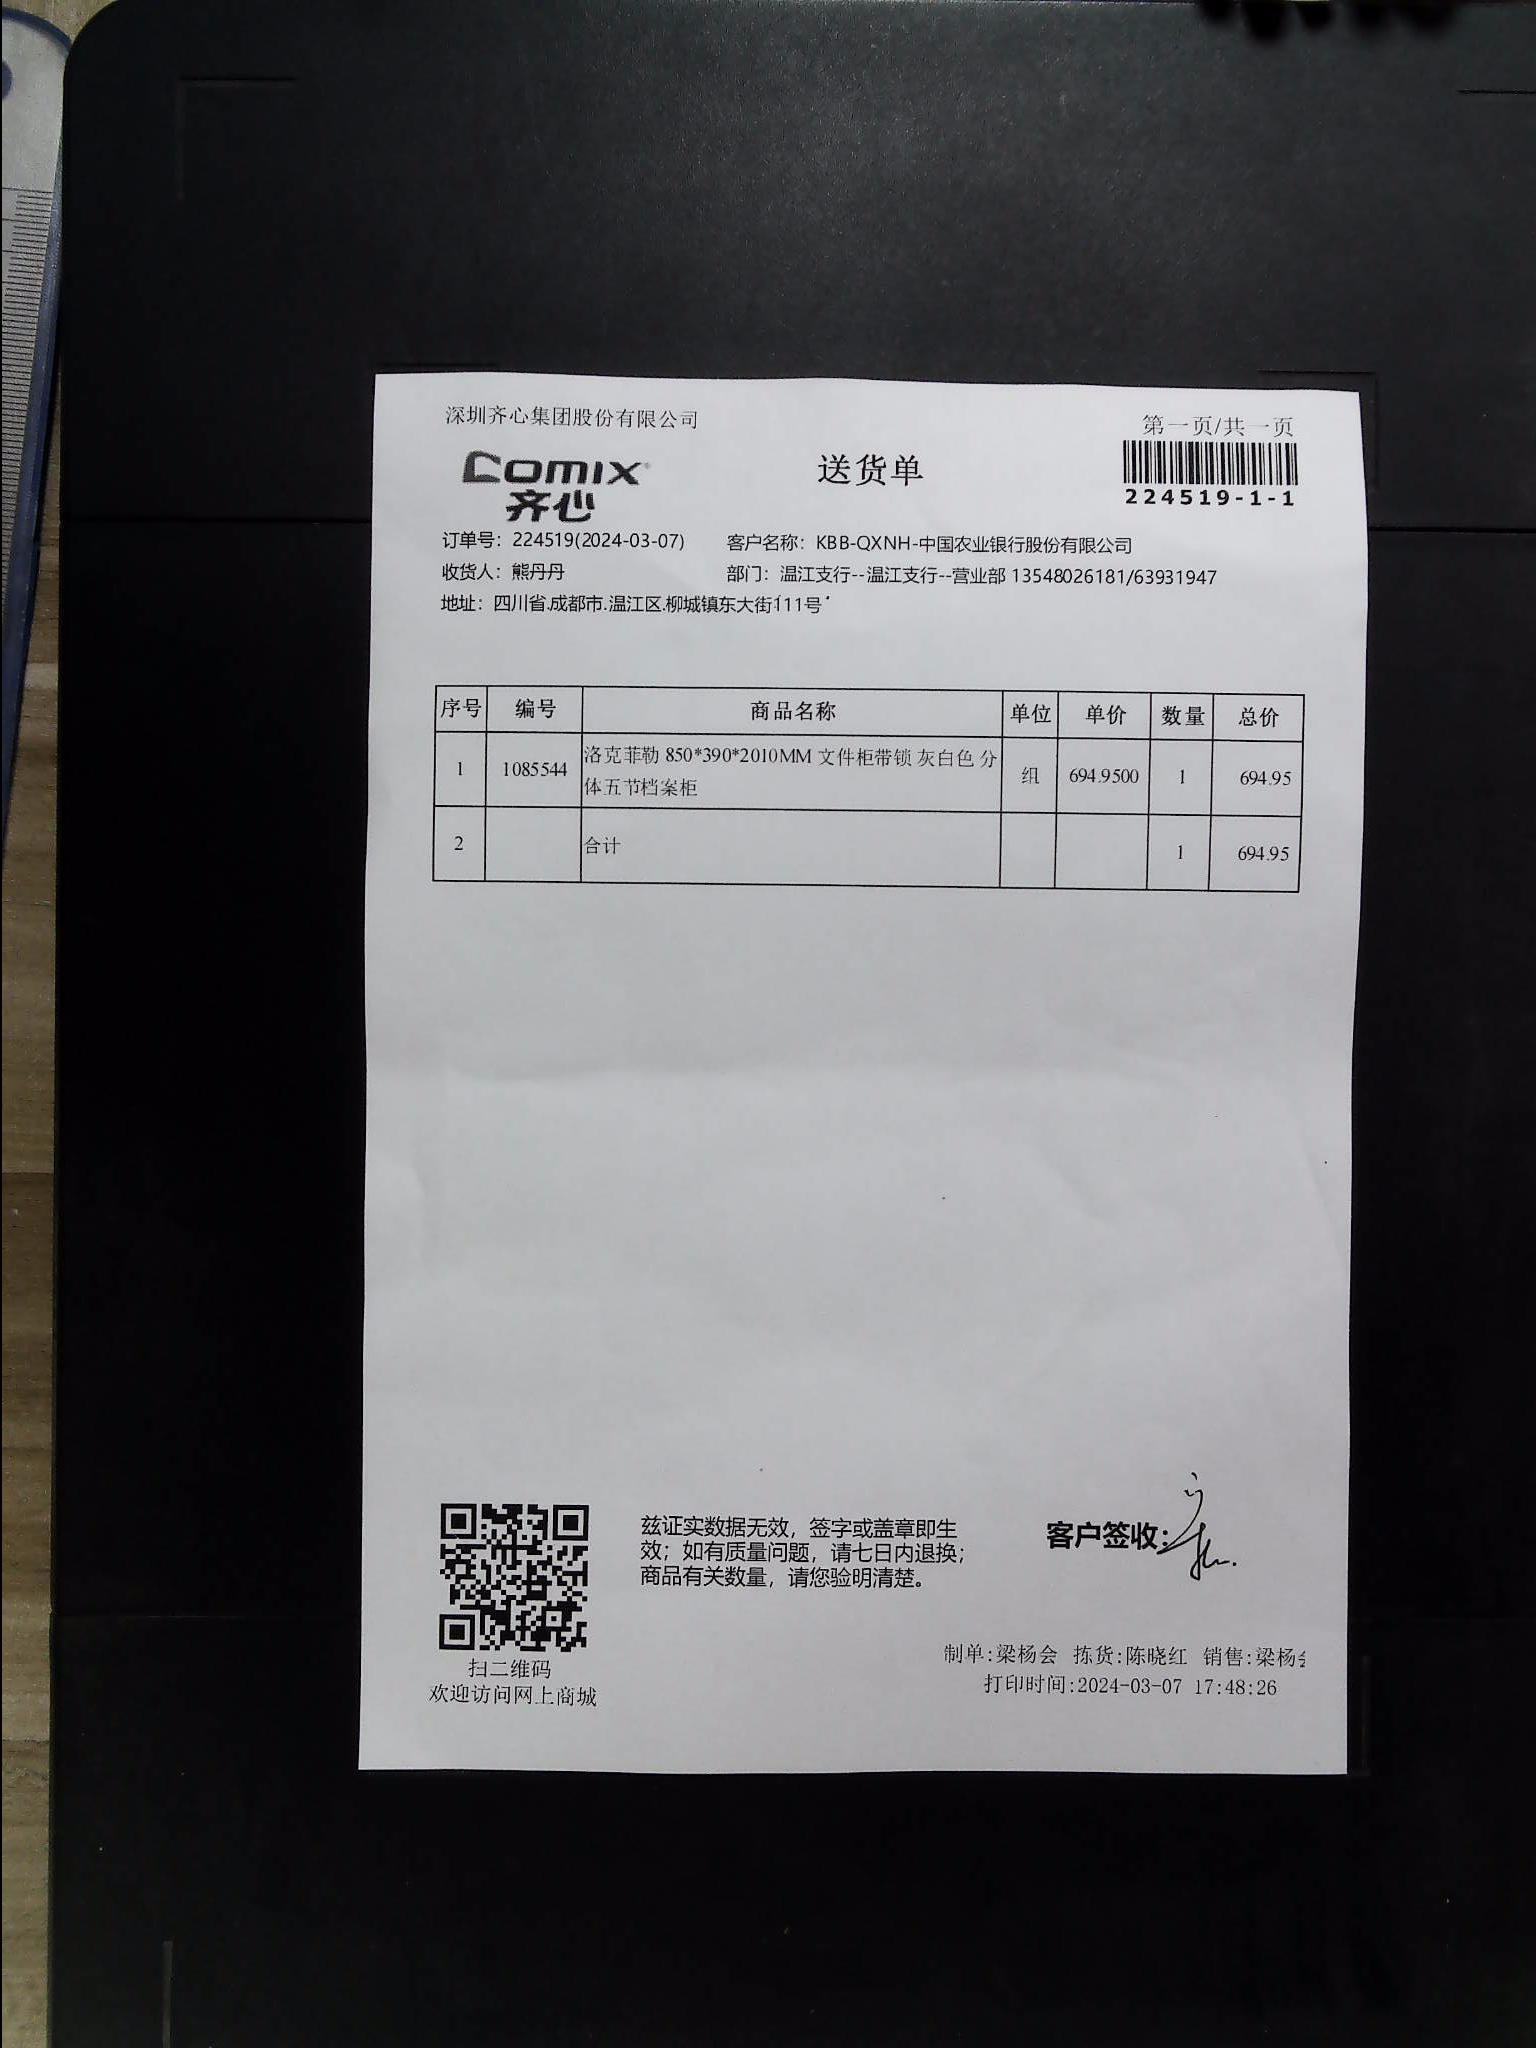 深圳齐心集团股份有限公司
第一页/共一页
COMIX
齐心
送货单
224519-1-1
订单号：224519(2024-03-07) 客户名称：KBB-QXNH-中国农业银行股份有限公司
收货人：熊丹丹 部门：温江支行--温江支行--营业部 13548026181/63931947
地址：四川省.成都市.温江区.柳城镇东大街111号
序号 编号 商品名称 单位 单价 数量 总价
1 1085544 洛克菲勒 850*390*2010MM 文件柜带锁 灰白色 分 组 694.9500 1 694.95
体五节档案柜
2 合计 1 694.95
兹证实数据无效，签字或盖章即生
效；如有质量问题，请七日内退换；
商品有关数量，请您验明清楚。
客户签收：
扫二维码
欢迎访问网上商城
制单:梁杨会 拣货:陈晓红 销售:梁杨会
打印时间:2024-03-07 17:48:26